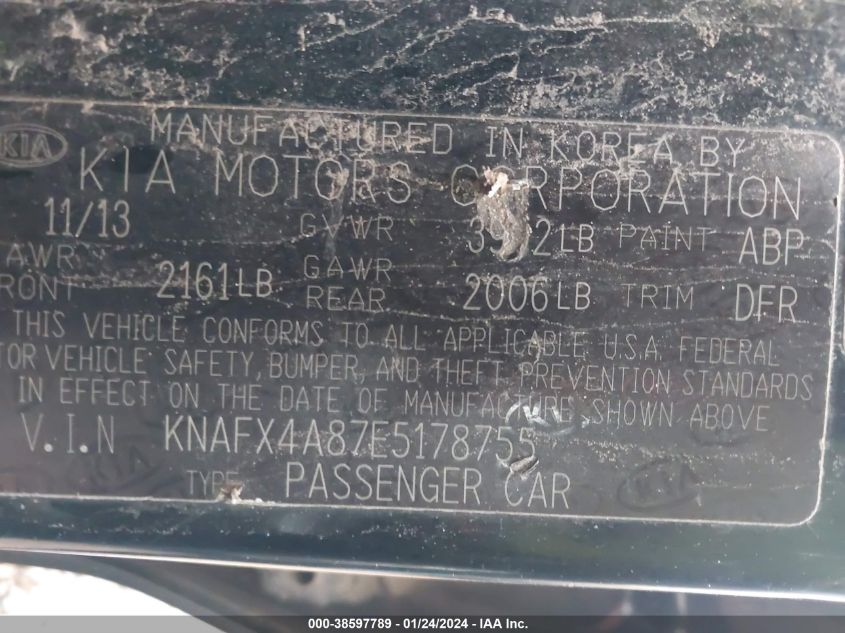 KIA
MANUFACTURED IN KOREA BY
KIA MOTORS CORPORATION
11/13 GVWR LB PAINT ABP
AWR 2161LB GAWR 2006LB TRIM DFR
RONT REAR
THIS VEHICLE CONFORMS TO ALL APPLICABLE U.S.A. FEDERAL
TOR VEHICLE SAFETY, BUMPER, AND THEFT PREVENTION STANDARDS
IN EFFECT ON THE DATE OF MANUFACTURE SHOWN ABOVE
V.I.N KNAFX4A87E5178755
TYPE PASSENGER CAR
000-38597789 - 01/24/2024 - IAA Inc.